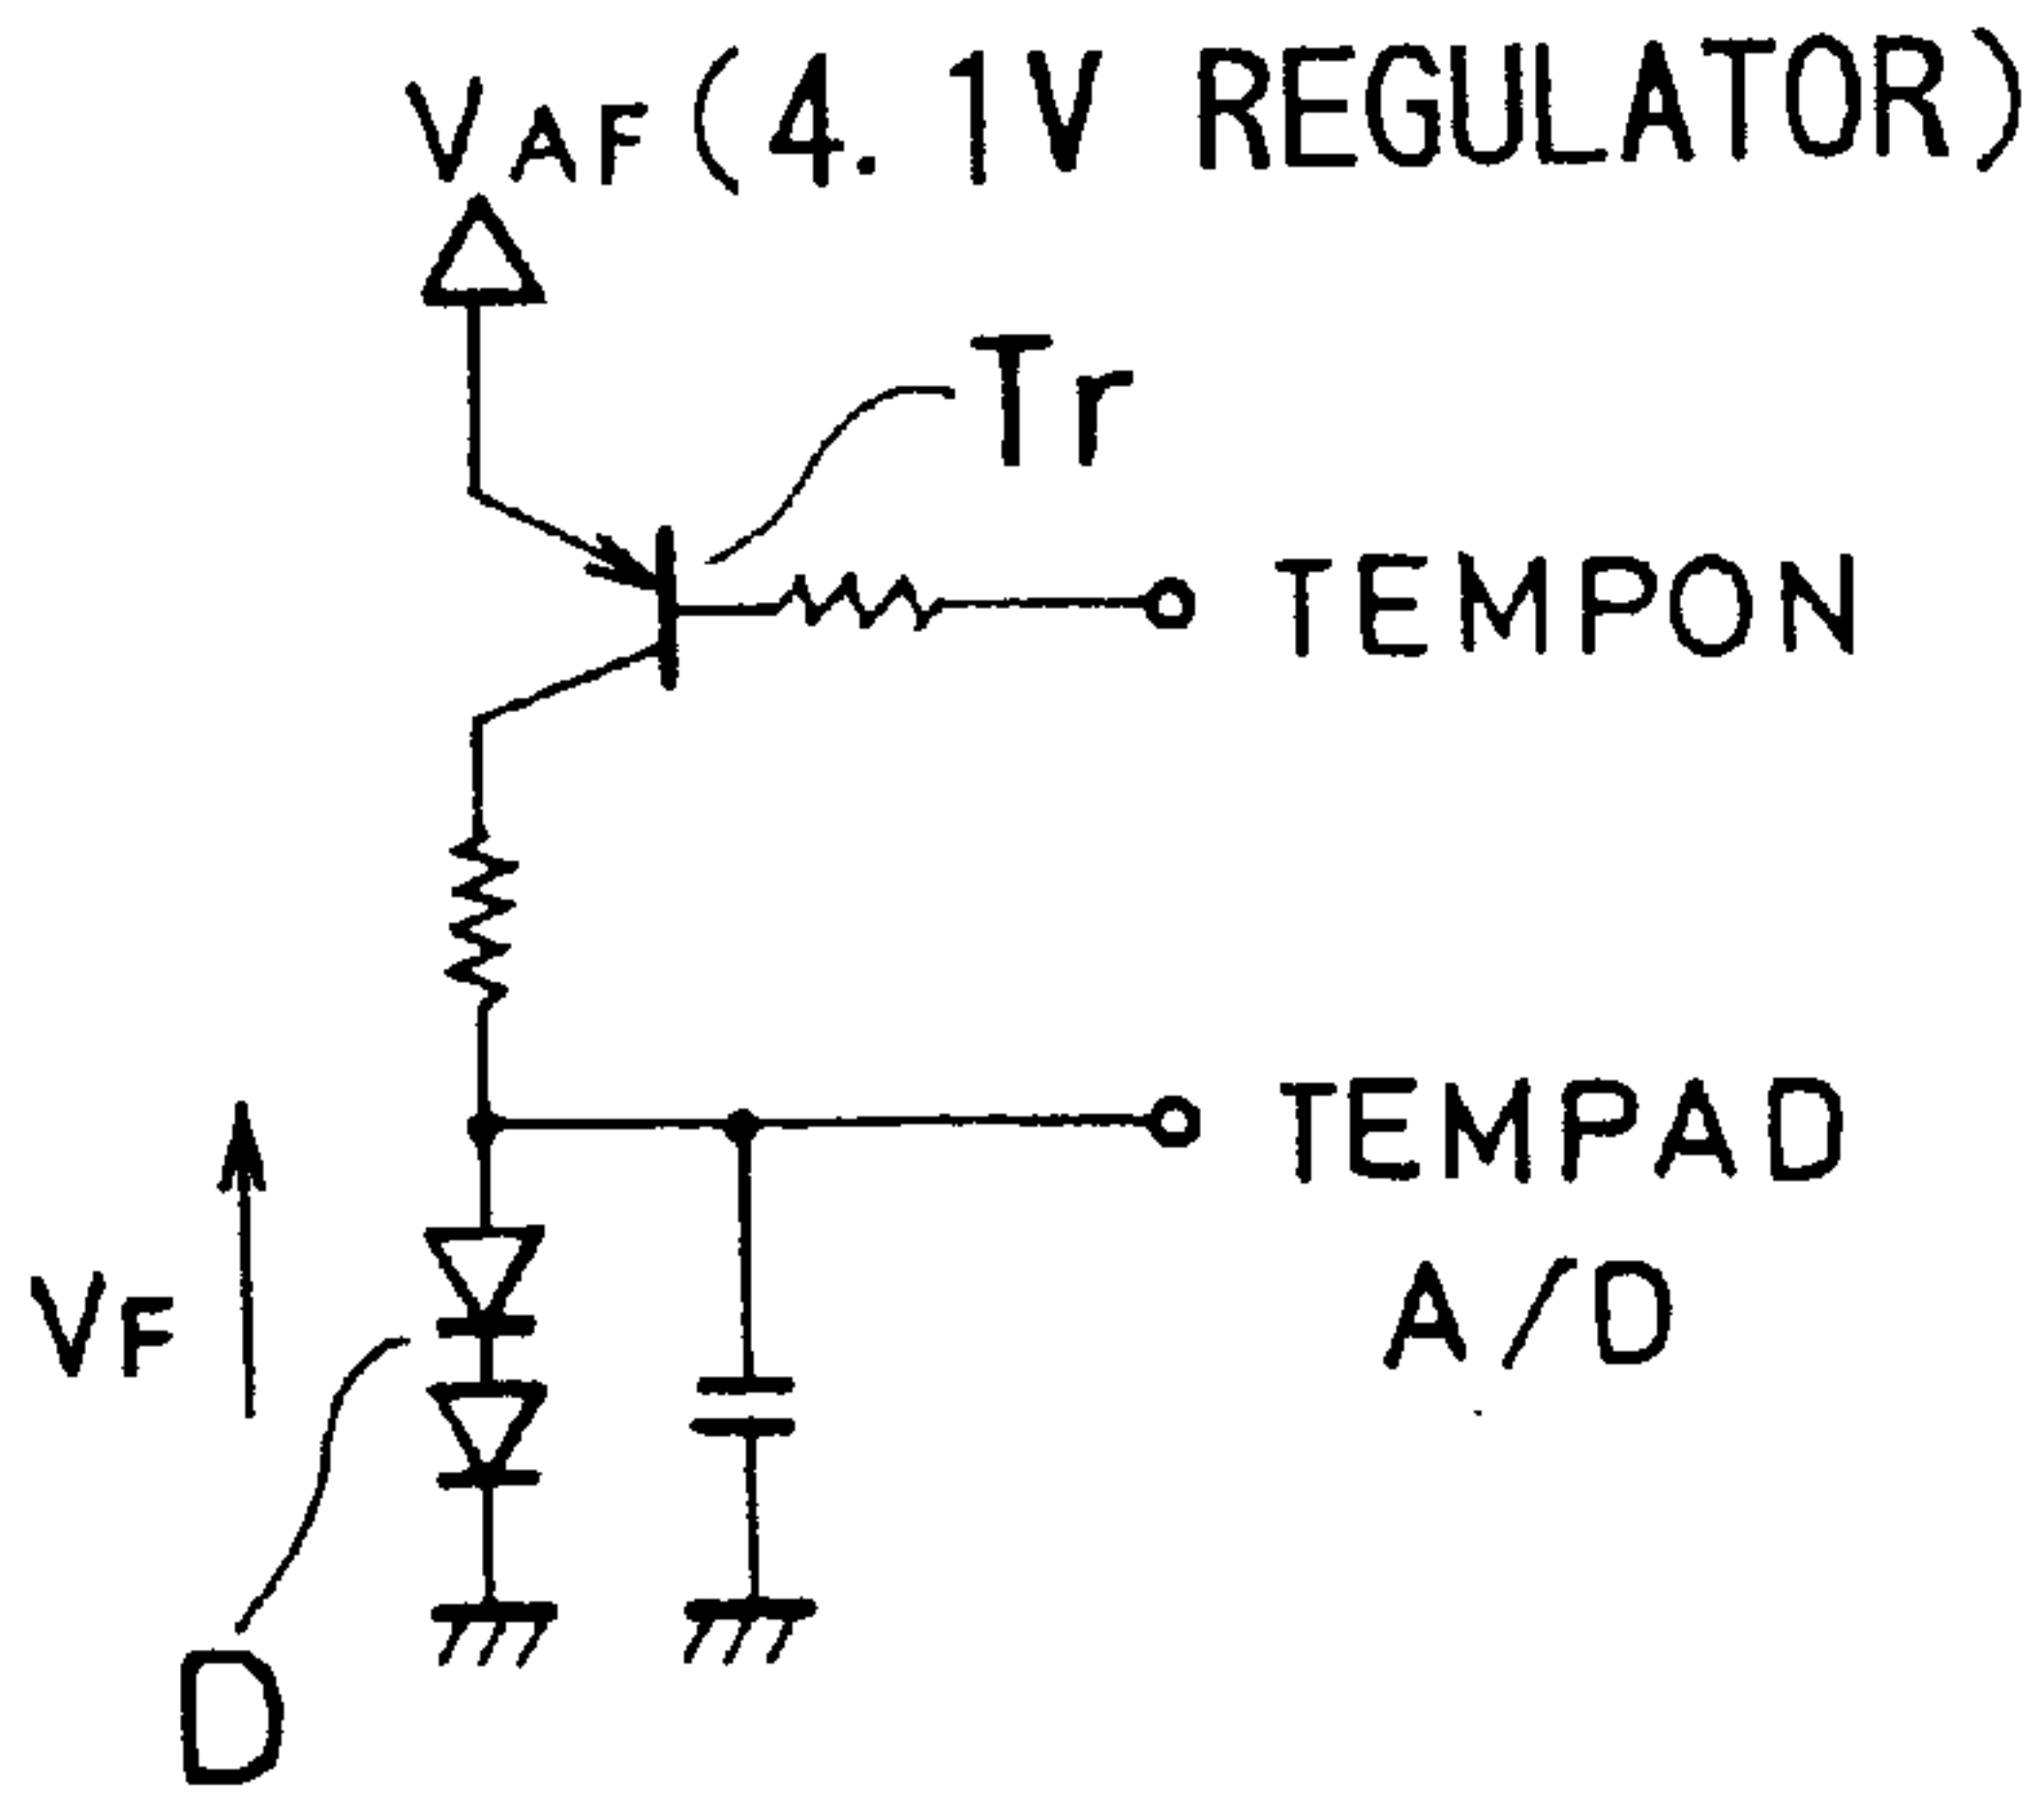 VAF (4.1V REGULATOR)
Tr
TEMPON
TEMPAD
A/D
VF
D